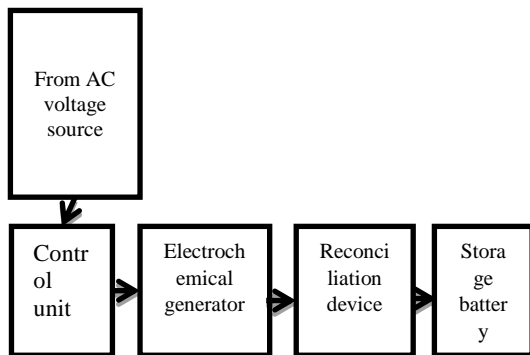 From AC
voltage
source
Contr
ol
unit
Electroch
emical
generator
Reconci
liation
device
Stora
ge
batter
y